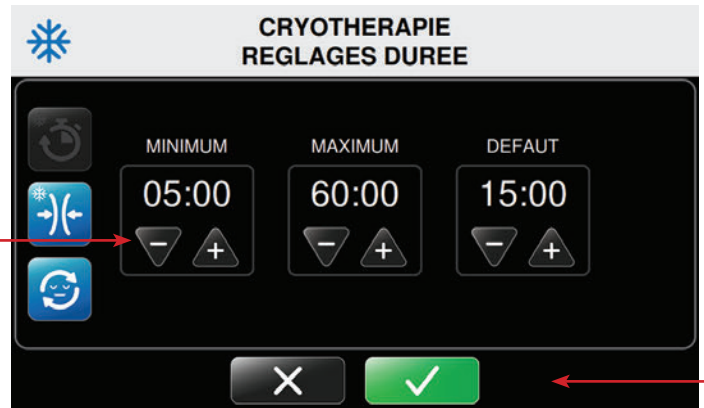 CRYOTHERAPIE
REGLAGES DUREE
MINIMUM MAXIMUM DEFAUT
05:00 60:00 15:00
- + - + - +